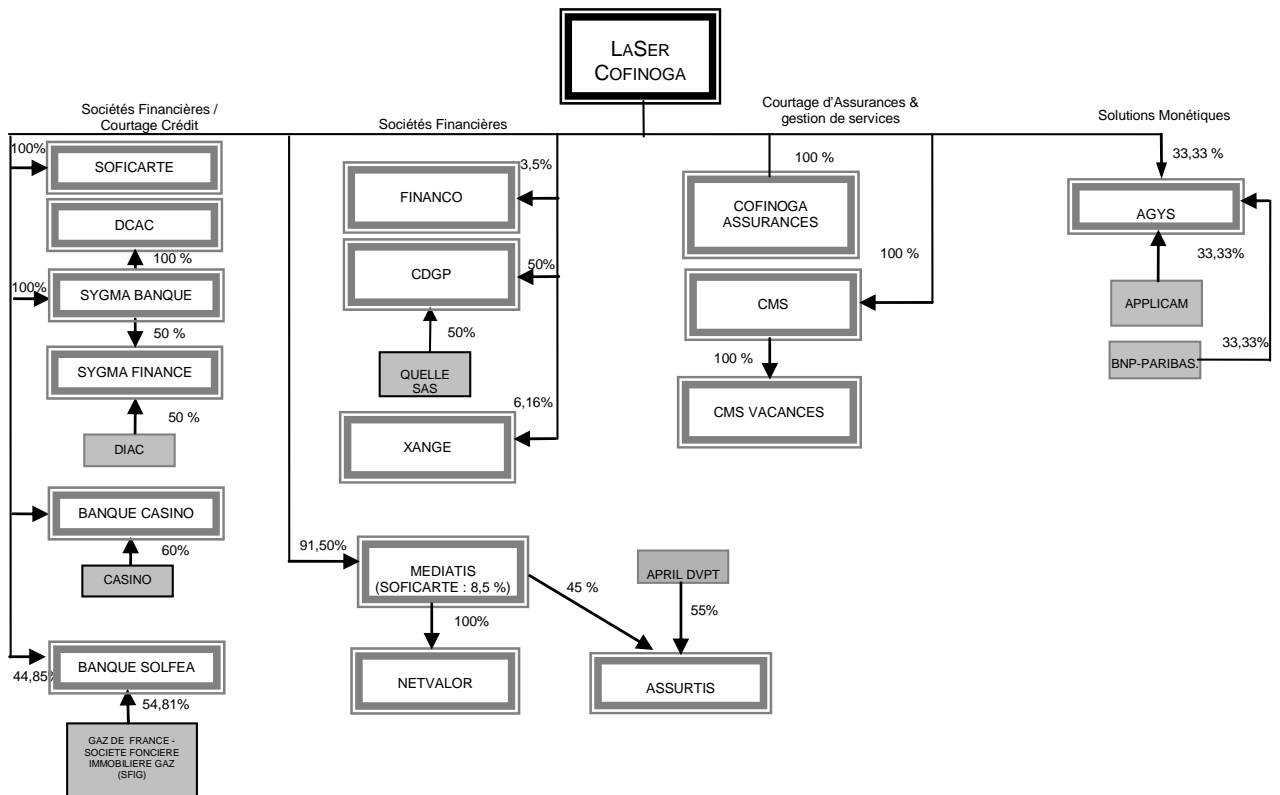 LASER
COFINOGA
Sociétés Financières /
Courtage Crédit
Sociétés Financières
Courtage d'Assurances &
gestion de services
Solutions Monétiques
100%
SOFICARTE
DCAC
100 %
100%
SYGMA BANQUE
50 %
SYGMA FINANCE
50 %
DIAC
BANQUE CASINO
60%
CASINO
BANQUE SOLFEA
44,85%
54,81%
GAZ DE FRANCE -
SOCIETE FONCIERE
IMMOBILIERE GAZ
(SFIG)
3,5%
FINANCO
CDGP
50%
50%
QUELLE
SAS
6,16%
XANGE
91,50%
MEDIATIS
(SOFICARTE : 8,5 %)
100%
NETVALOR
45 %
APRIL DVPT
55%
ASSURTIS
100 %
COFINOGA
ASSURANCES
100 %
CMS
100 %
CMS VACANCES
33,33 %
AGYS
33,33%
APPLICAM
33,33%
BNP-PARIBAS.